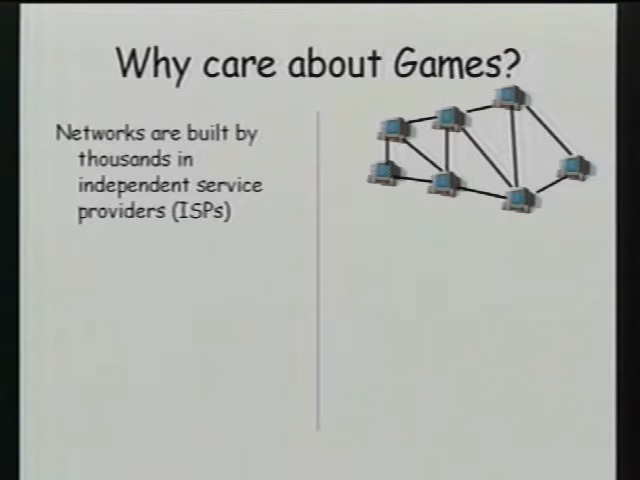 Why care about Games?
Networks are built by
thousands in
independent service
providers (ISPs)